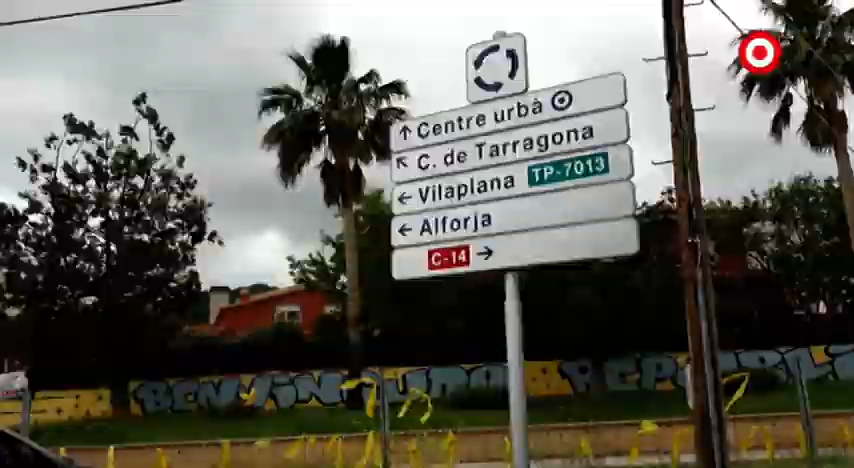 Centre urbà
C. de Tarragona
Vilaplana TP-7013
Alforja
C-14